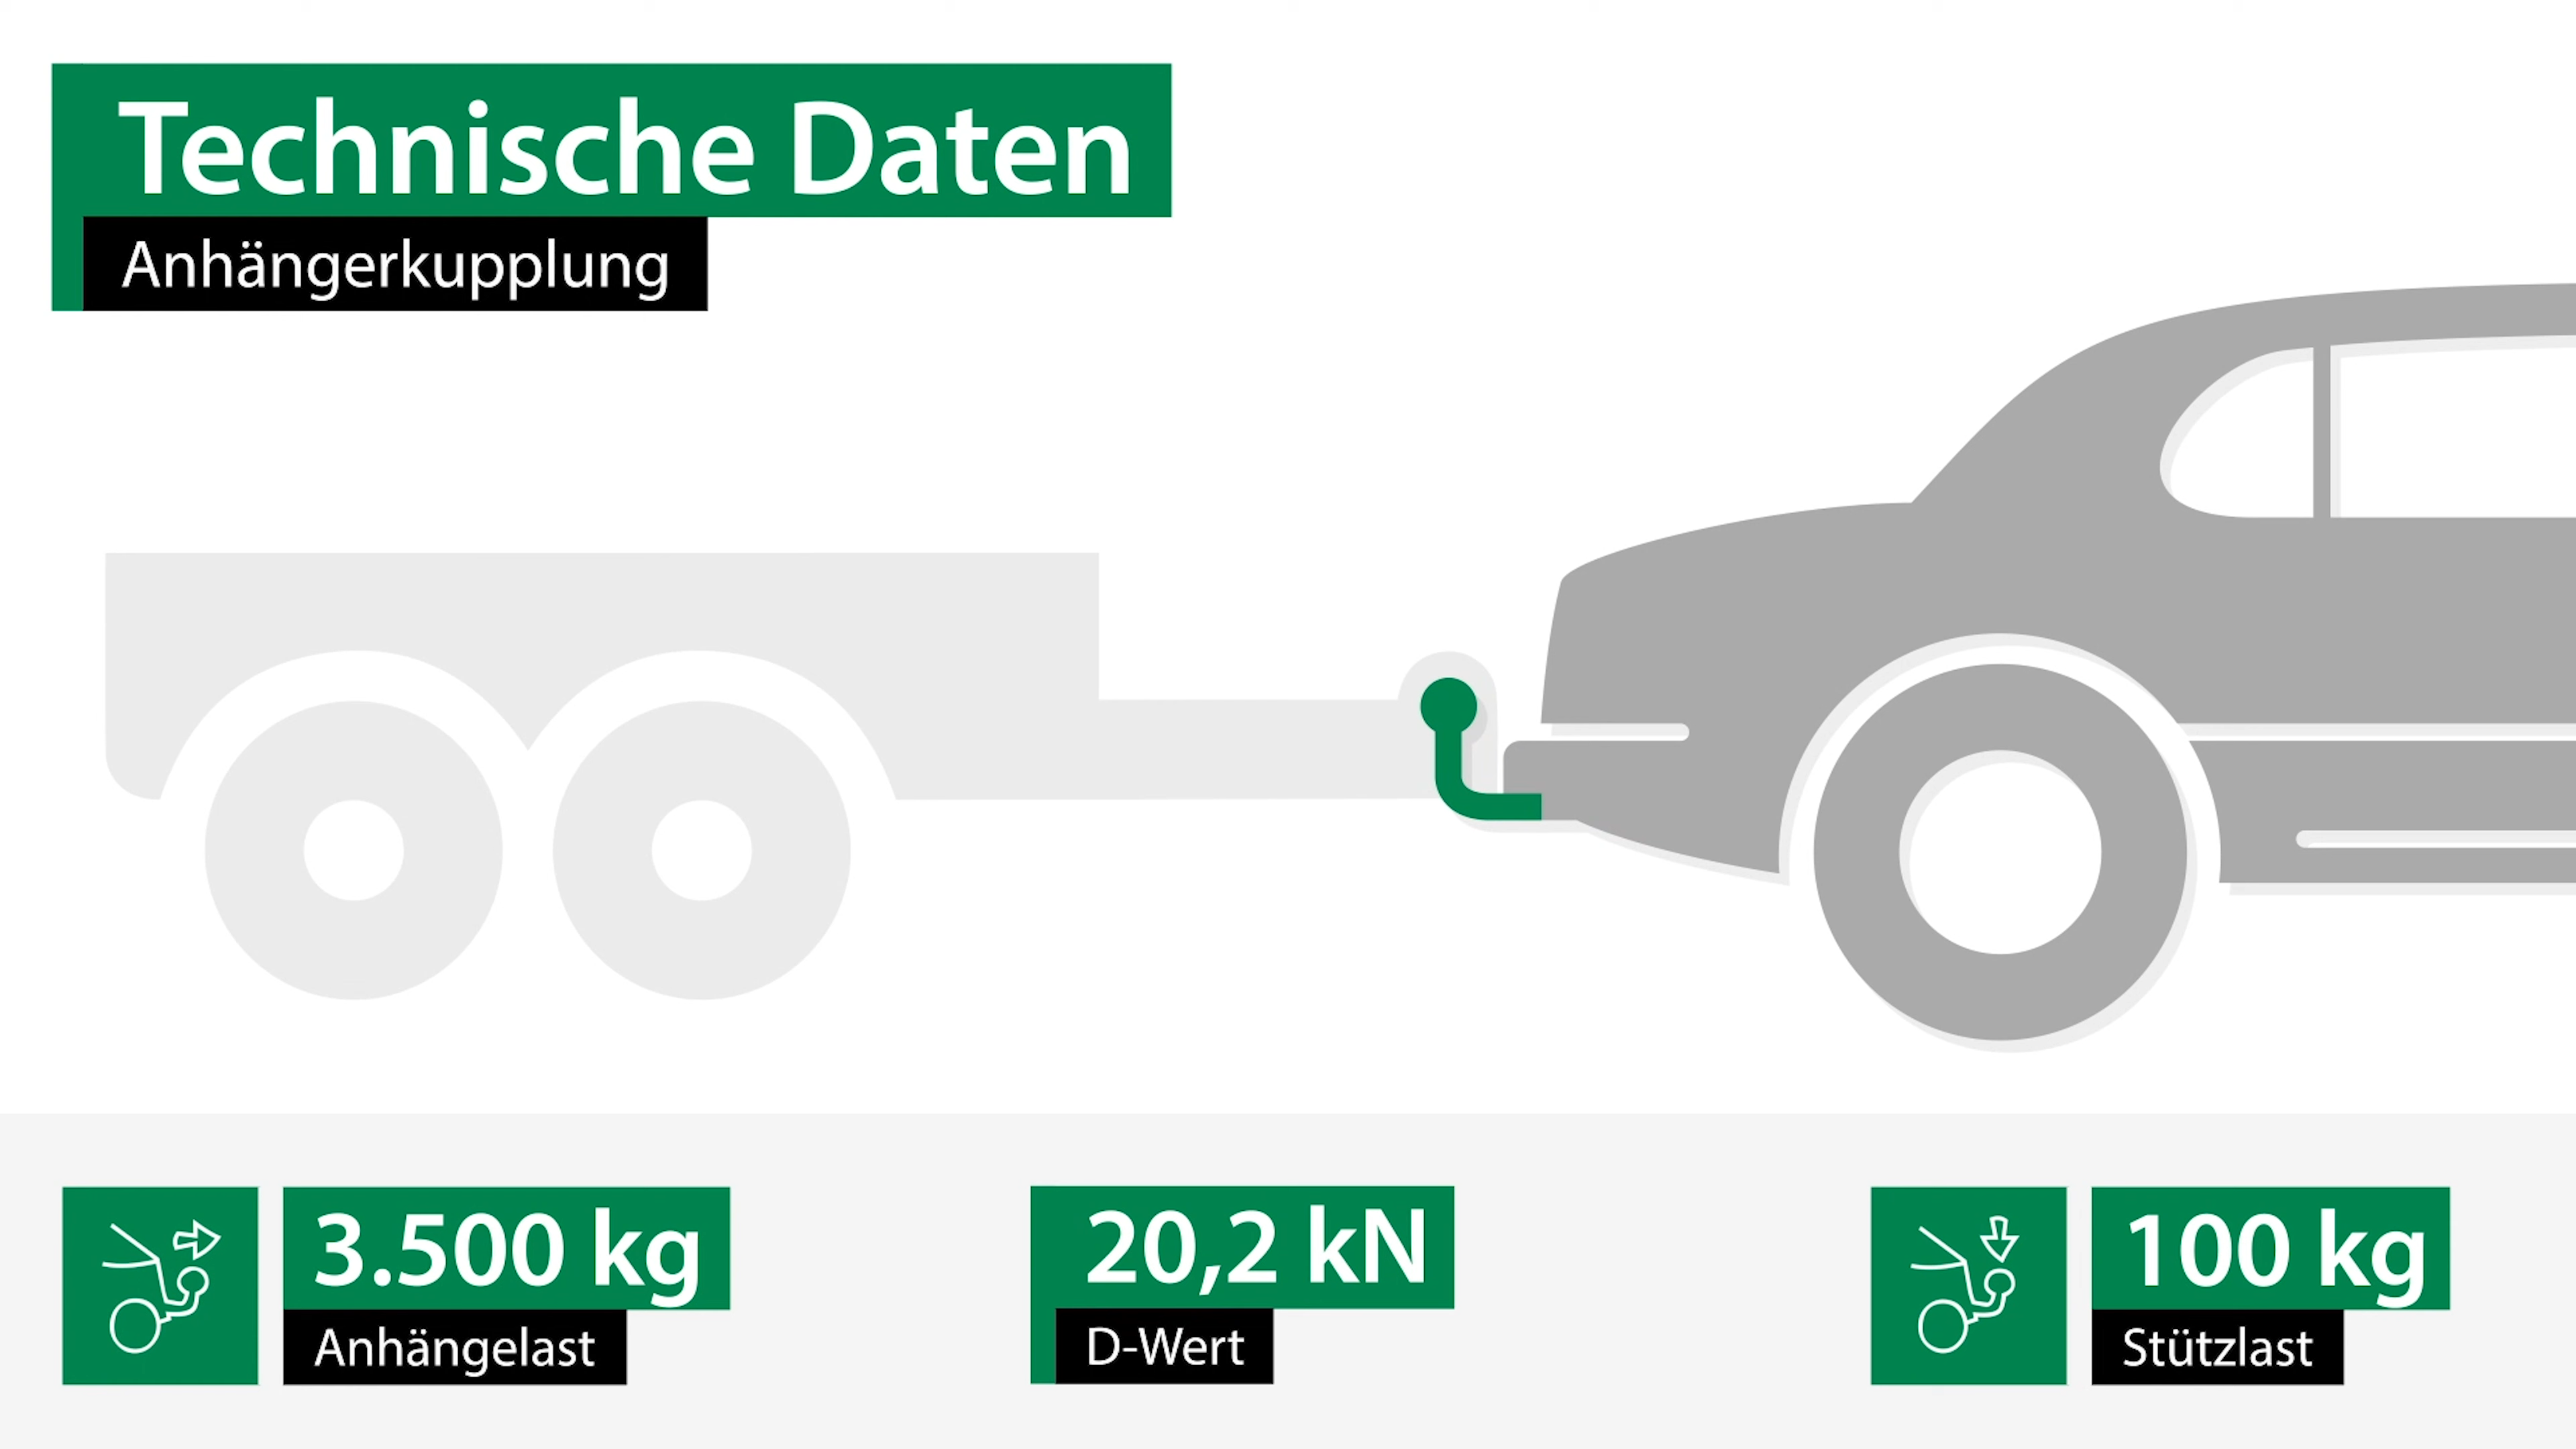 Technische Daten
Anhängerkupplung
3.500 kg
Anhängelast
20,2 kN
D-Wert
100 kg
Stützlast